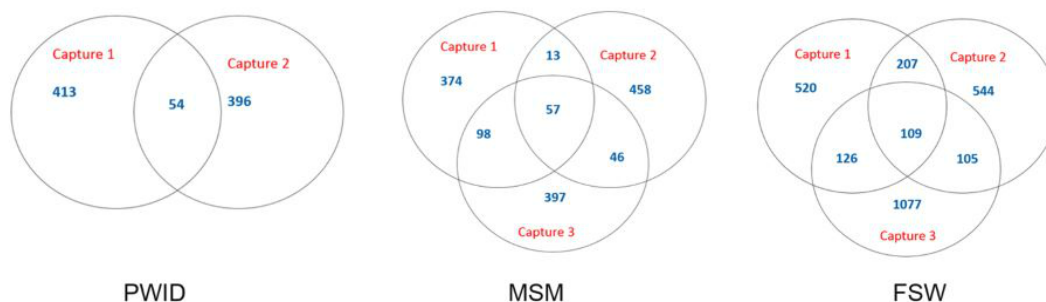 Capture 1
Capture 2
413
54
396
PWID
Capture 1
13
Capture 2
374
458
57
98
46
397
Capture 3
MSM
Capture 1
207
Capture 2
520
544
109
126
105
1077
Capture 3
FSW